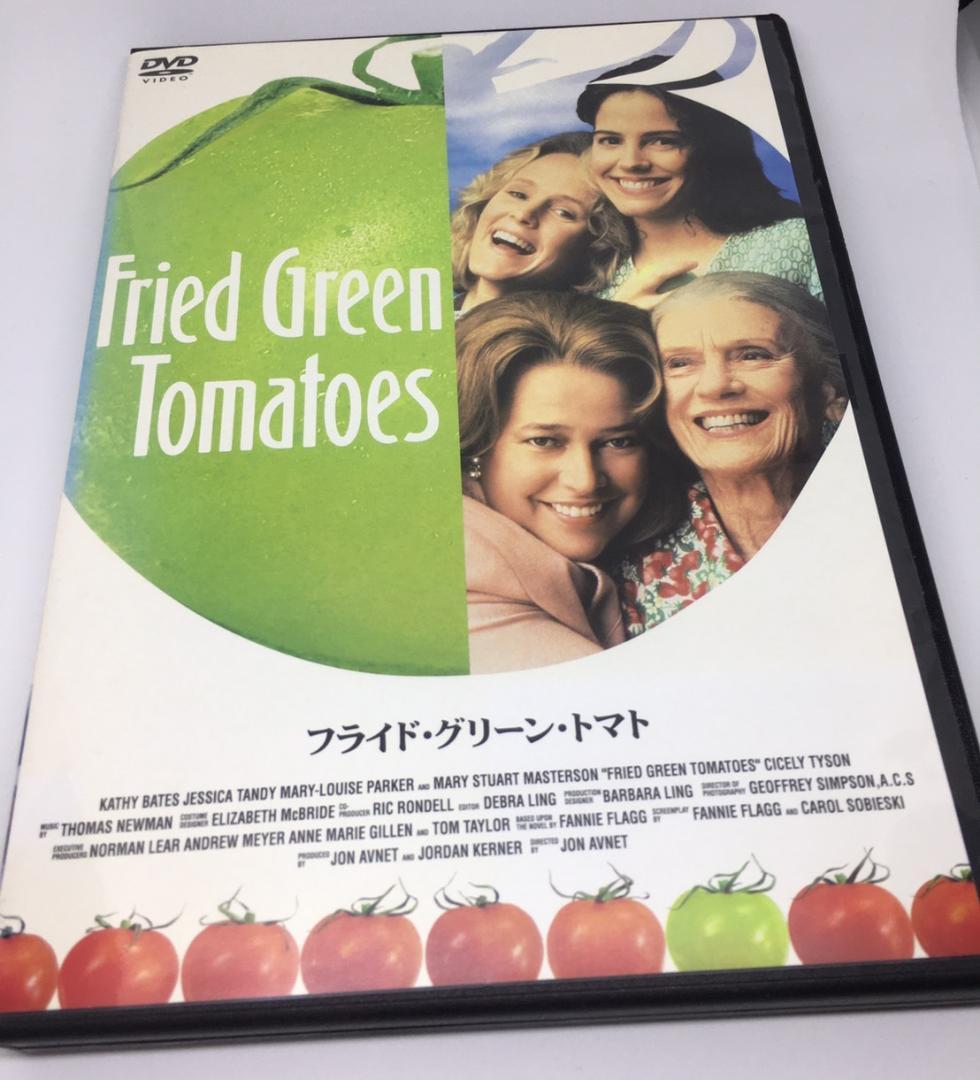 DVD
VIDEO
Fried Green
Tomatoes
フライド・グリーン・トマト
KATHY BATES JESSICA TANDY MARY-LOUISE PARKER AND MARY STUART MASTERSON "FRIED GREEN TOMATOES" CICELY TYSON
MUSIC BY THOMAS NEWMAN COSTUME DESIGNER ELIZABETH McBRIDE CO-PRODUCER RIC RONDELL EDITOR DEBRA LING PRODUCTION DESIGNER BARBARA LING DIRECTOR OF PHOTOGRAPHY GEOFFREY SIMPSON,A.C.S
EXECUTIVE PRODUCERS NORMAN LEAR ANDREW MEYER ANNE MARIE GILLEN AND TOM TAYLOR BASED UPON THE NOVEL BY FANNIE FLAGG SCREENPLAY BY FANNIE FLAGG AND CAROL SOBIESKI
PRODUCED BY JON AVNET AND JORDAN KERNER DIRECTED BY JON AVNET